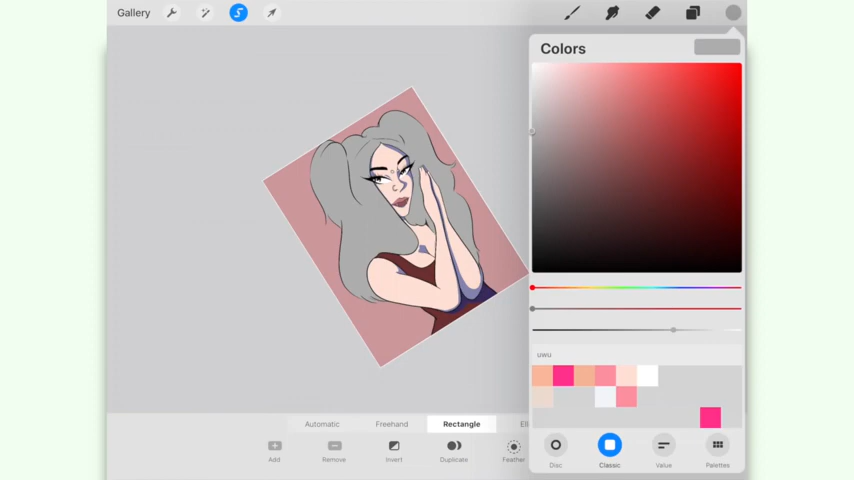 Gallery
Colors
UWU
Automatic
Freehand
Rectangle
Add
Remove
Invert
Duplicate
Feather
Disc
Classic
Value
Palettes